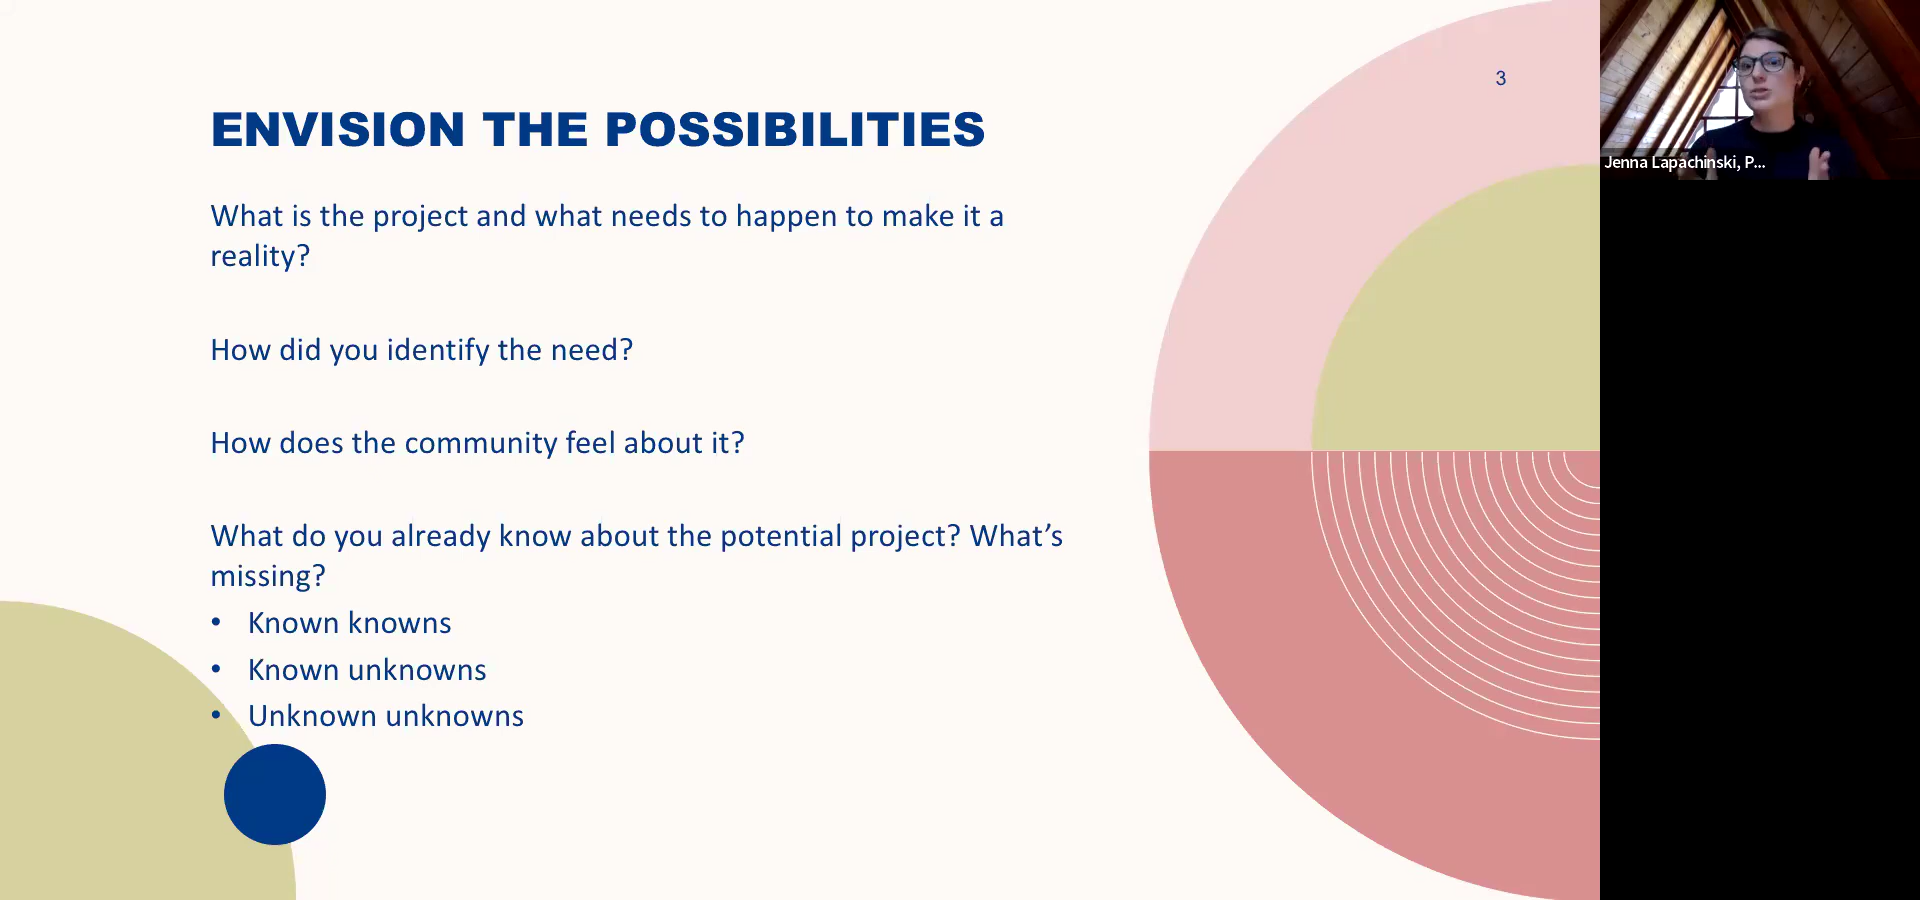 3
ENVISION THE POSSIBILITIES
What is the project and what needs to happen to make it a
reality?
How did you identify the need?
How does the community feel about it?
What do you already know about the potential project? What’s
missing?
• Known knowns
• Known unknowns
• Unknown unknowns
Jenna Lapachinski, P...